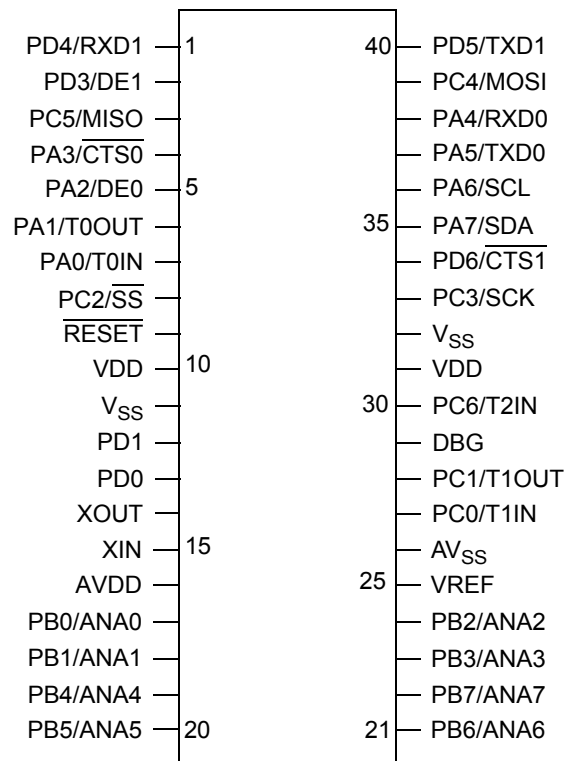 PD4/RXD1 1 40 PD5/TXD1
PD3/DE1 PC4/MOSI
PC5/MISO PA4/RXD0
PA3/CTS0 PA5/TXD0
PA2/DE0 5 PA6/SCL
PA1/T0OUT 35 PA7/SDA
PA0/T0IN PD6/CTS1
PC2/SS PC3/SCK
RESET VSS
VDD 10 VDD
VSS 30 PC6/T2IN
PD1 DBG
PD0 PC1/T1OUT
XOUT PC0/T1IN
XIN 15 AVSS
AVDD 25 VREF
PB0/ANA0 PB2/ANA2
PB1/ANA1 PB3/ANA3
PB4/ANA4 PB7/ANA7
PB5/ANA5 20 21 PB6/ANA6